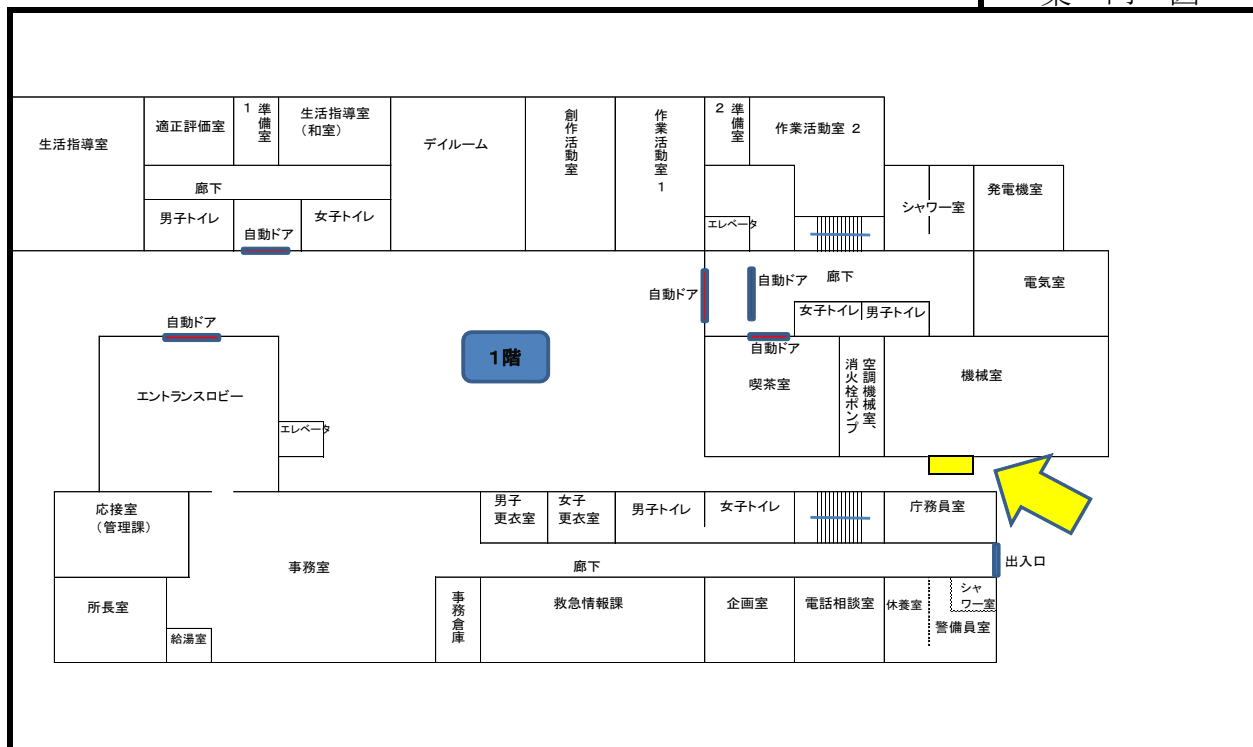 案内図
生活指導室
適正評価室
準備室
1
生活指導室
（和室）
デイルーム
創作活動室
作業活動室1
準備室
2
作業活動室 2
廊下
男子トイレ
自動ドア
女子トイレ
エレベータ
シャワー室
発電機室
自動ドア
自動ドア
廊下
電気室
女子トイレ
男子トイレ
自動ドア
エントランスロビー
エレベータ
1階
自動ドア
喫茶室
空調機械室、
消火栓ポンプ
機械室
応接室
（管理課）
事務室
男子
更衣室
女子
更衣室
男子トイレ
女子トイレ
庁務員室
廊下
出入口
所長室
給湯室
事務倉庫
救急情報課
企画室
電話相談室
休養室
シャ
ワー室
警備員室